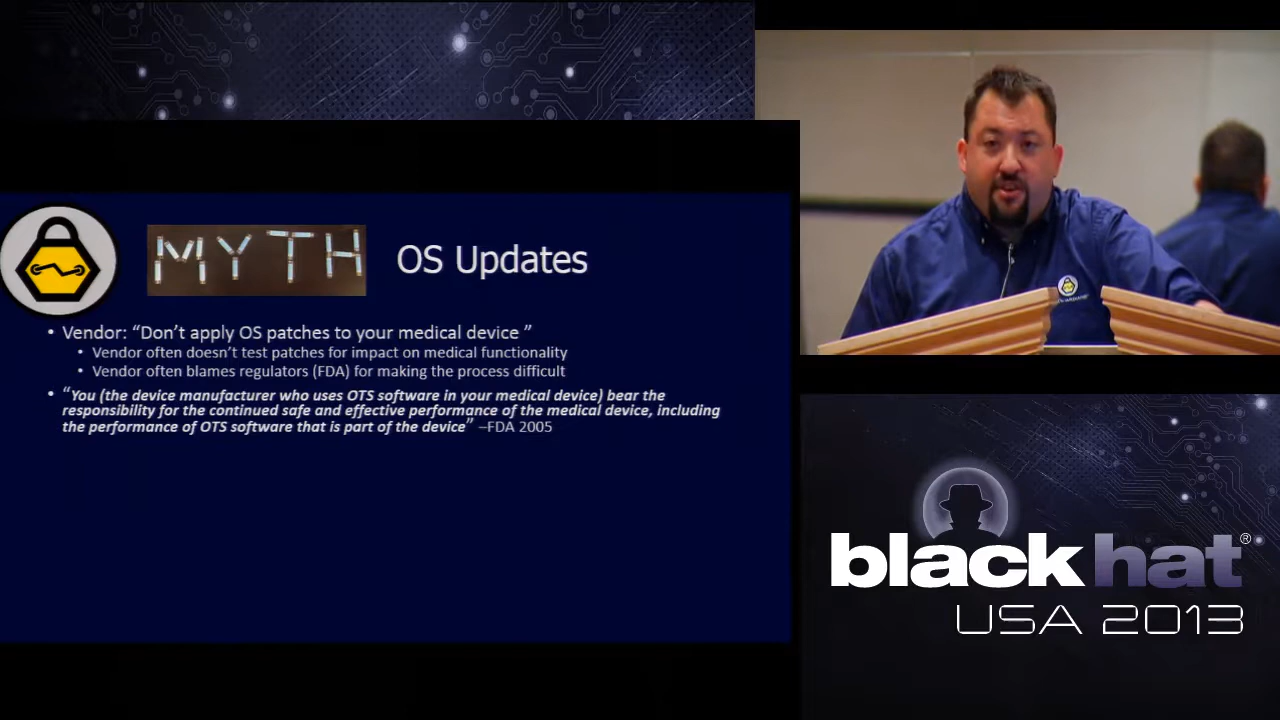 MYTH OS Updates
• Vendor: “Don’t apply OS patches to your medical device ”
• Vendor often doesn’t test patches for impact on medical functionality
• Vendor often blames regulators (FDA) for making the process difficult
• “You (the device manufacturer who uses OTS software in your medical device) bear the
responsibility for the continued safe and effective performance of the medical device, including
the performance of OTS software that is part of the device” –FDA 2005
black hat®
USA 2013